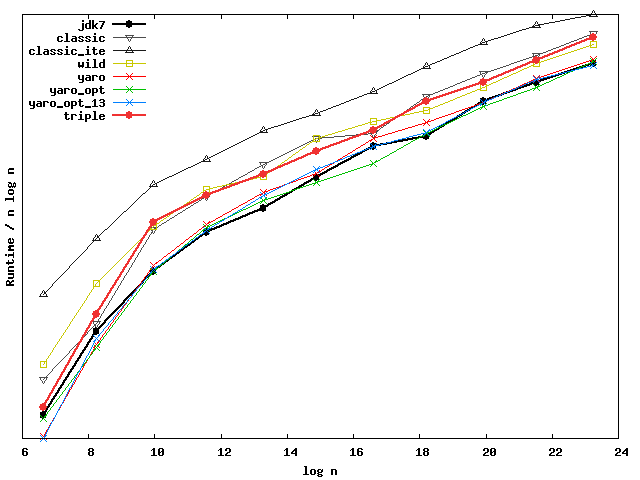 jdk7
classic
classic_ite
wild
yaro
yaro_opt
yaro_opt_13
triple
Runtime / n log n
6 8 10 12 14 16 18 20 22 24
log n